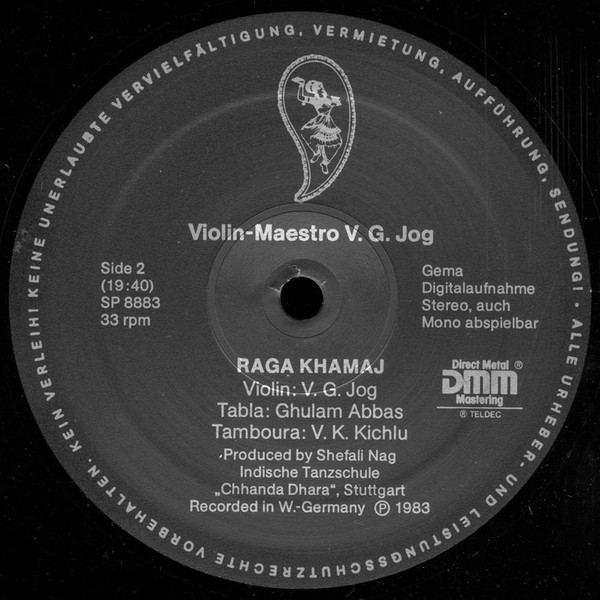 • ALLE URHEBER- UND LEISTUNGSSCHUTZRECHTE VORBEHALTEN. KEIN VERLEIH! KEINE UNERLAUBTE VERVIELFÄLTIGUNG, VERMIETUNG, AUFFÜHRUNG, SENDUNG!
Violin-Maestro V. G. Jog
Side 2
(19:40)
SP 8883
33 rpm
Gema
Digitalaufnahme
Stereo, auch
Mono abspielbar
RAGA KHAMAJ
Violin: V. G. Jog
Tabla: Ghulam Abbas
Tamboura: V. K. Kichlu
Produced by Shefali Nag
Indische Tanzschule
„Chhanda Dhara“, Stuttgart
Recorded in W.-Germany Ⓟ 1983
Direct Metal ®
DMM
Mastering
® TELDEC